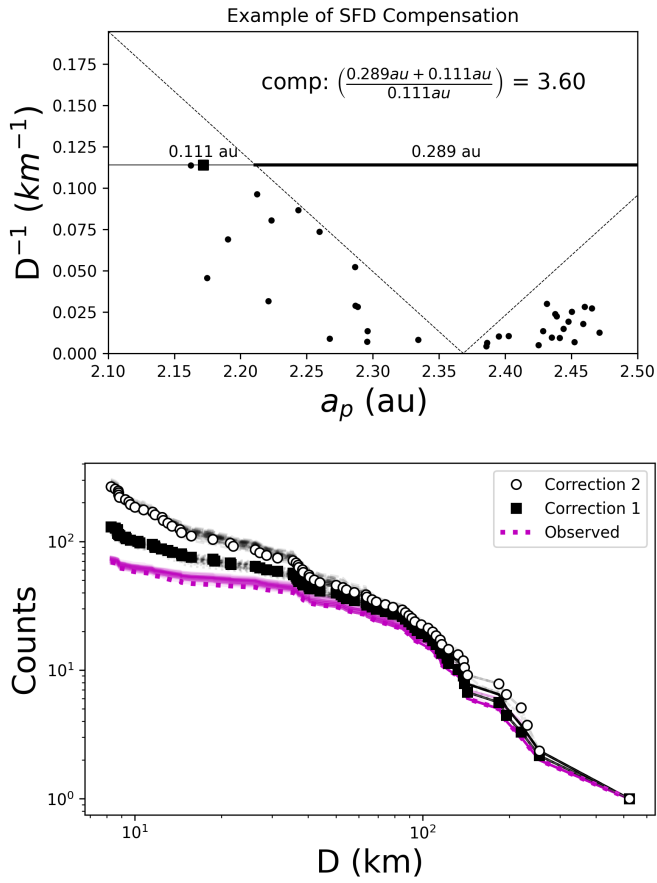 Example of SFD Compensation
comp: ((0.289au + 0.111au)/0.111au) = 3.60
0.111 au
0.289 au
D⁻¹ (km⁻¹)
0.175
0.150
0.125
0.100
0.075
0.050
0.025
0.000
2.10 2.15 2.20 2.25 2.30 2.35 2.40 2.45 2.50
aₚ (au)
Correction 2
Correction 1
Observed
Counts
10²
10¹
10⁰
10¹ 10²
D (km)